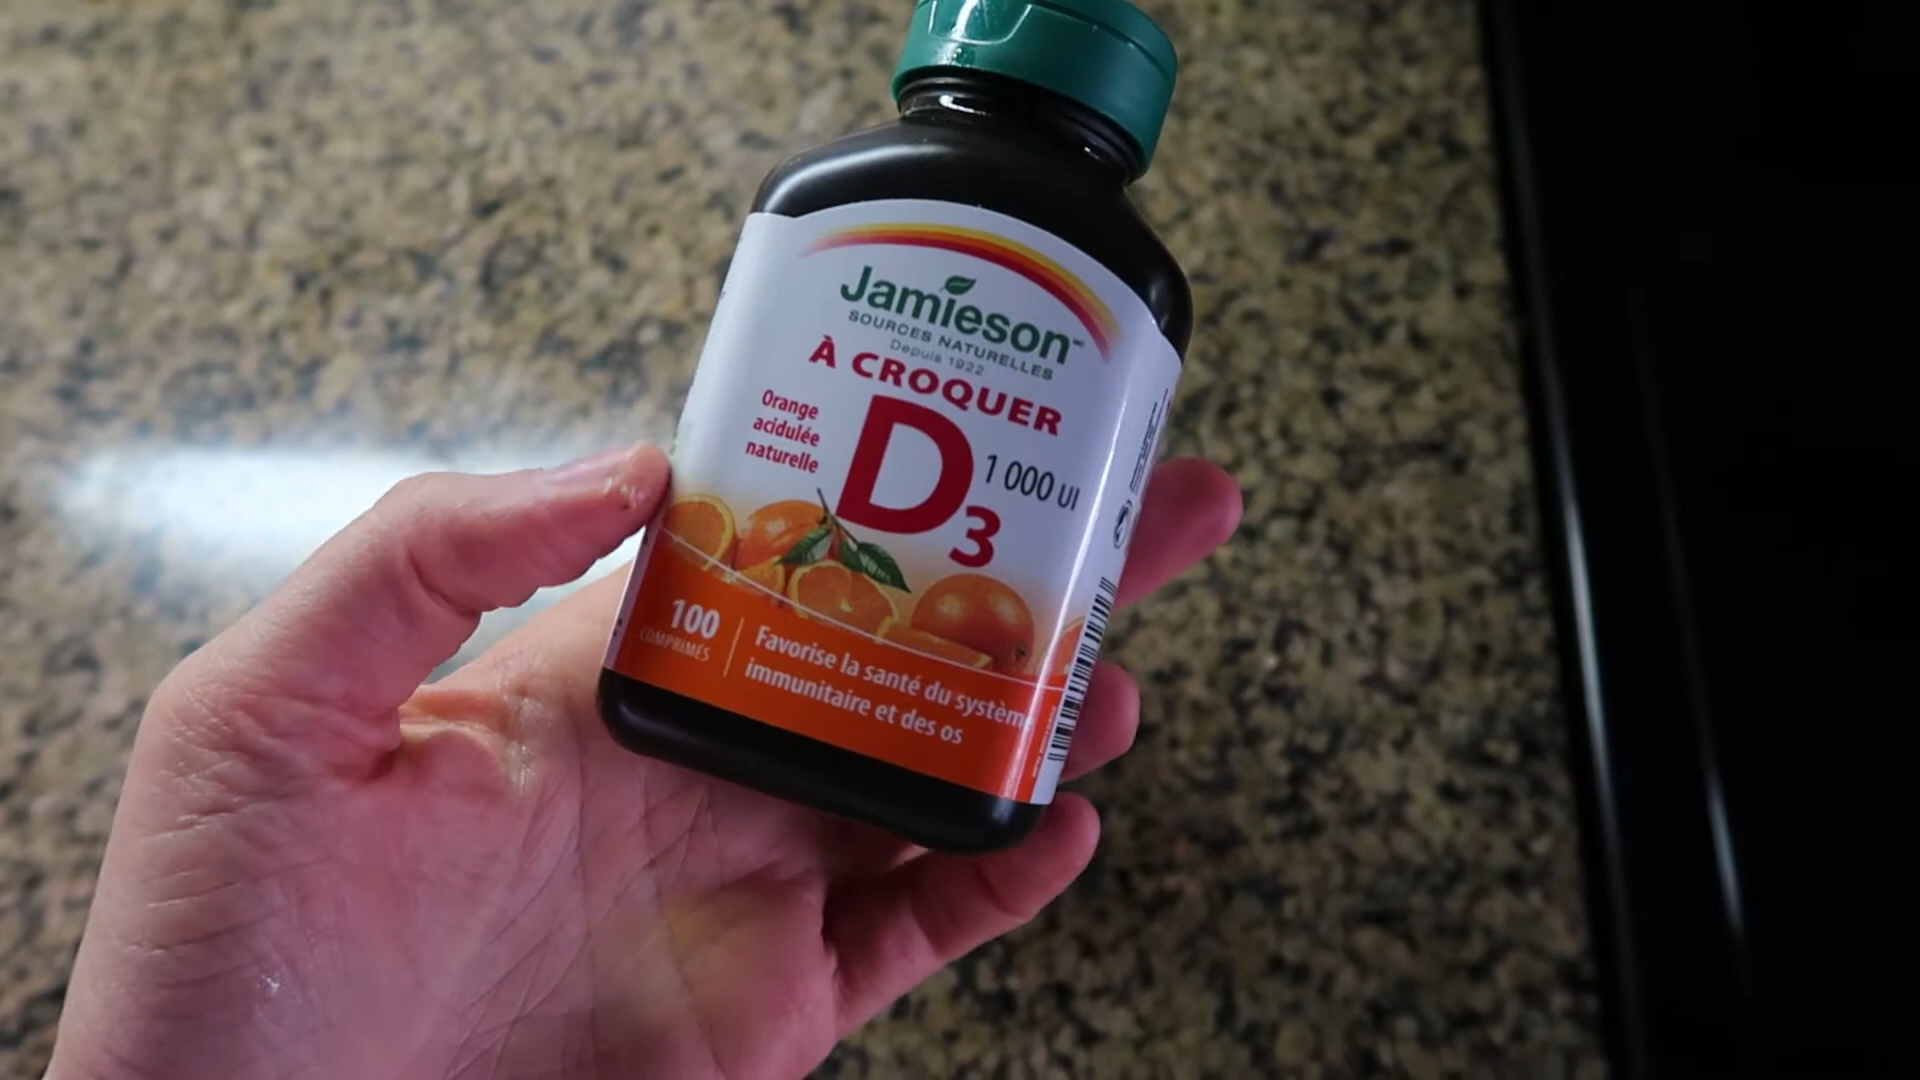 Jamieson
SOURCES NATURELLES
Depuis 1922
À CROQUER
Orange
acidulée
naturelle
D3
1 000 UI
100
COMPRIMÉS
Favorise la santé du système
immunitaire et des os